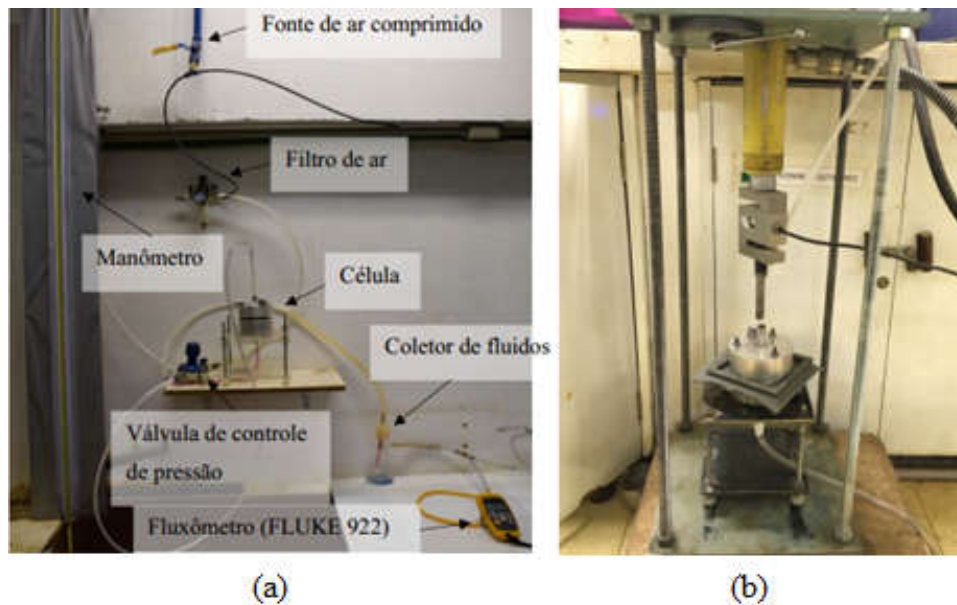 Fonte de ar comprimido
Filtro de ar
Manômetro
Célula
Coletor de fluidos
Válvula de controle
de pressão
Fluxômetro (FLUKE 922)
(a)
(b)